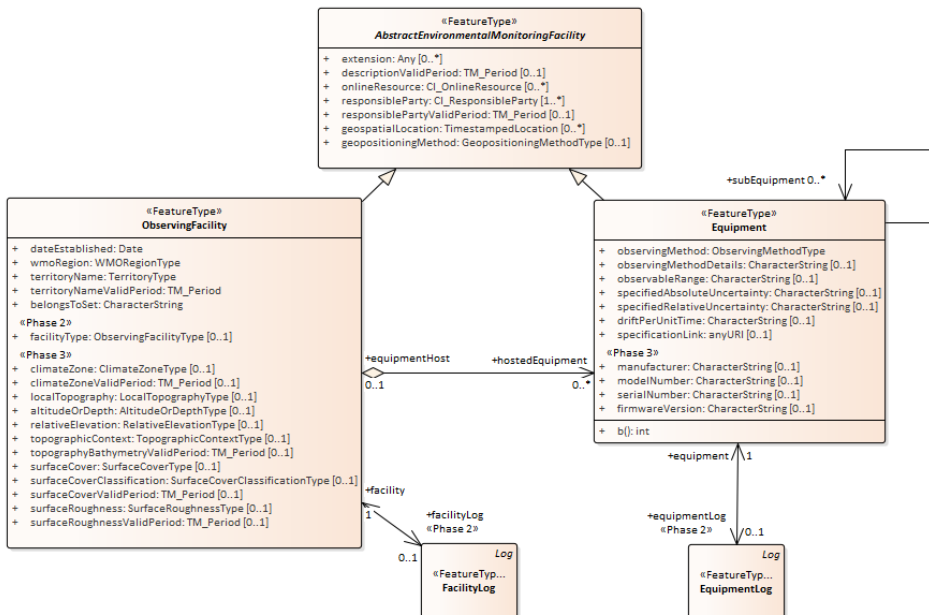 «FeatureType»
AbstractEnvironmentalMonitoringFacility
+ extension: Any [0..*]
+ descriptionValidPeriod: TM_Period [0..1]
+ onlineResource: CI_OnlineResource [0..*]
+ responsibleParty: CI_ResponsibleParty [1..*]
+ responsiblePartyValidPeriod: TM_Period [0..1]
+ geospatialLocation: TimestampedLocation [0..*]
+ geopositioningMethod: GeopositioningMethodType [0..1]
+subEquipment 0..*
«FeatureType»
ObservingFacility
+ dateEstablished: Date
+ wmoRegion: WMORegionType
+ territoryName: TerritoryType
+ territoryNameValidPeriod: TM_Period
+ belongsToSet: CharacterString
«Phase 2»
+ facilityType: ObservingFacilityType [0..1]
«Phase 3»
+ climateZone: ClimateZoneType [0..1]
+ climateZoneValidPeriod: TM_Period [0..1]
+ localTopography: LocalTopographyType [0..1]
+ altitudeOrDepth: AltitudeOrDepthType [0..1]
+ relativeElevation: RelativeElevationType [0..1]
+ topographicContext: TopographicContextType [0..1]
+ topographyBathymetryValidPeriod: TM_Period [0..1]
+ surfaceCover: SurfaceCoverType [0..1]
+ surfaceCoverClassification: SurfaceCoverClassificationType [0..1]
+ surfaceCoverValidPeriod: TM_Period [0..1]
+ surfaceRoughness: SurfaceRoughnessType [0..1]
+ surfaceRoughnessValidPeriod: TM_Period [0..1]
+equipmentHost
0..1
+hostedEquipment
0..*
«FeatureType»
Equipment
+ observingMethod: ObservingMethodType
+ observingMethodDetails: CharacterString [0..1]
+ observableRange: CharacterString [0..1]
+ specifiedAbsoluteUncertainty: CharacterString [0..1]
+ specifiedRelativeUncertainty: CharacterString [0..1]
+ driftPerUnitTime: CharacterString [0..1]
+ specificationLink: anyURI [0..1]
«Phase 3»
+ manufacturer: CharacterString [0..1]
+ modelNumber: CharacterString [0..1]
+ serialNumber: CharacterString [0..1]
+ firmwareVersion: CharacterString [0..1]
+ b(): int
+facility
1
+facilityLog
«Phase 2»
0..1
Log
«FeatureTyp...
FacilityLog
+equipment
1
+equipmentLog
«Phase 2»
0..1
Log
«FeatureTyp...
EquipmentLog